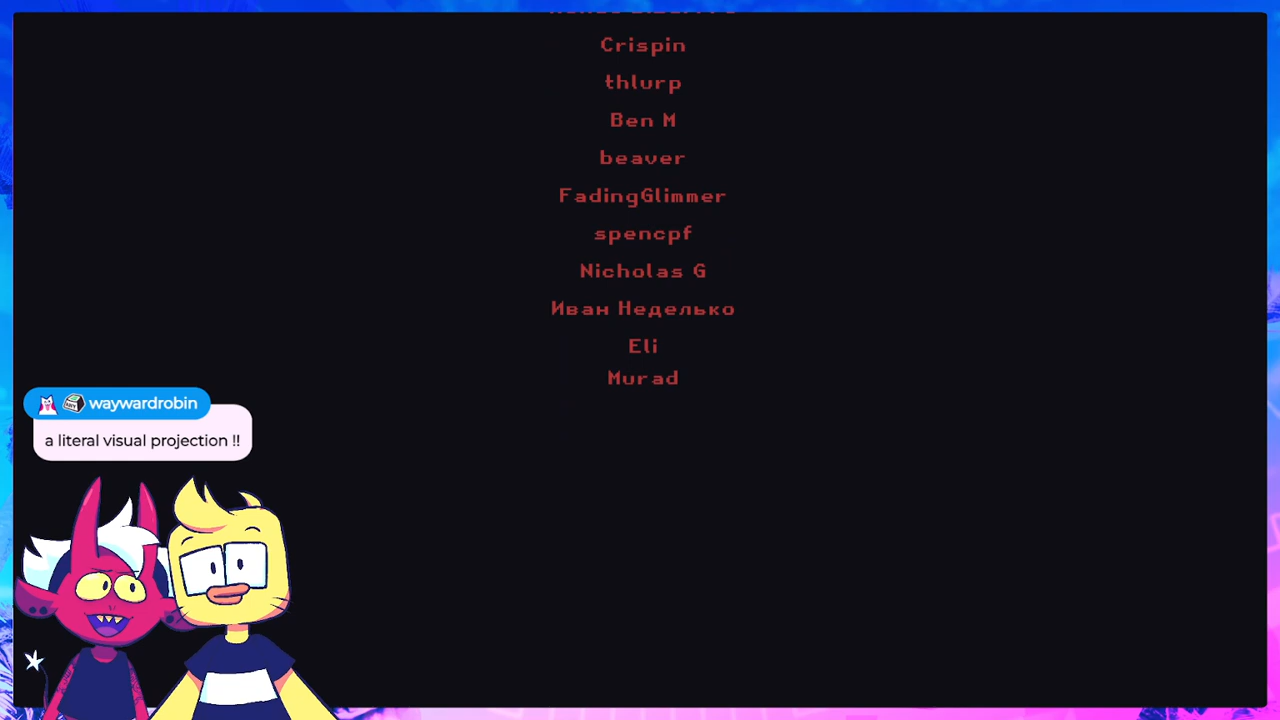 Crispin
thlurp
Ben M
beaver
FadingGlimmer
spencpf
Nicholas G
Иван Неделько
Eli
Murad
waywardrobin
a literal visual projection !!